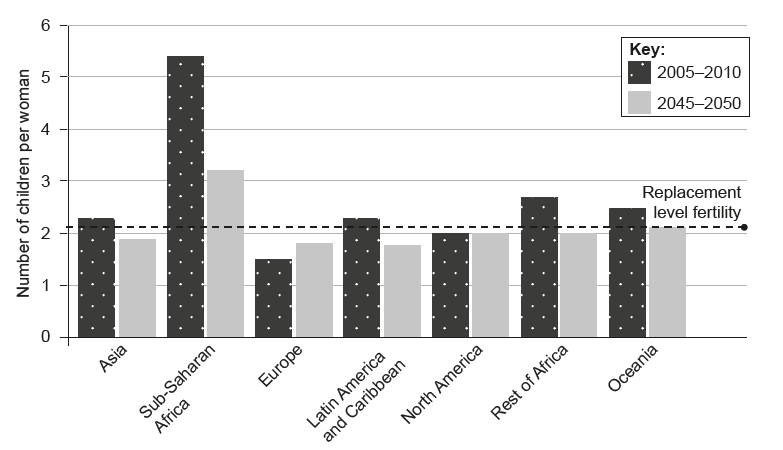 6
5
4
3
2
1
0
Number of children per woman
Key:
2005–2010
2045–2050
Replacement
level fertility
Asia
Sub-Saharan
Africa
Europe
Latin America
and Caribbean
North America
Rest of Africa
Oceania